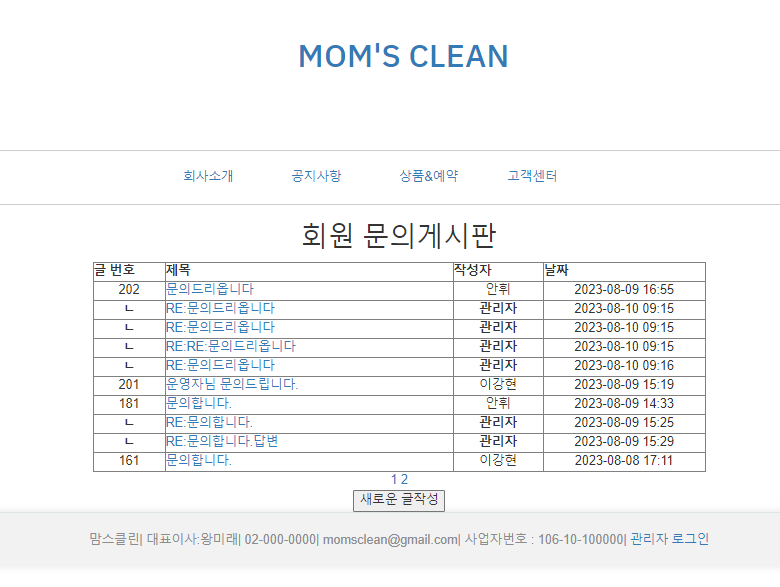 MOM'S CLEAN
회사소개 공지사항 상품&예약 고객센터
회원 문의게시판
글 번호 제목 작성자 날짜
202 문의드리옵니다 안휘 2023-08-09 16:55
ㄴ RE:문의드리옵니다 관리자 2023-08-10 09:15
ㄴ RE:문의드리옵니다 관리자 2023-08-10 09:15
ㄴ RE:RE:문의드리옵니다 관리자 2023-08-10 09:15
ㄴ RE:문의드리옵니다 관리자 2023-08-10 09:16
201 운영자님 문의드립니다. 이강현 2023-08-09 15:19
181 문의합니다. 안휘 2023-08-09 14:33
ㄴ RE:문의합니다. 관리자 2023-08-09 15:25
ㄴ RE:문의합니다.답변 관리자 2023-08-09 15:29
161 문의합니다. 이강현 2023-08-08 17:11
1 2
새로운 글작성
맘스클린| 대표이사:왕미래| 02-000-0000| momsclean@gmail.com| 사업자번호 : 106-10-100000| 관리자 로그인